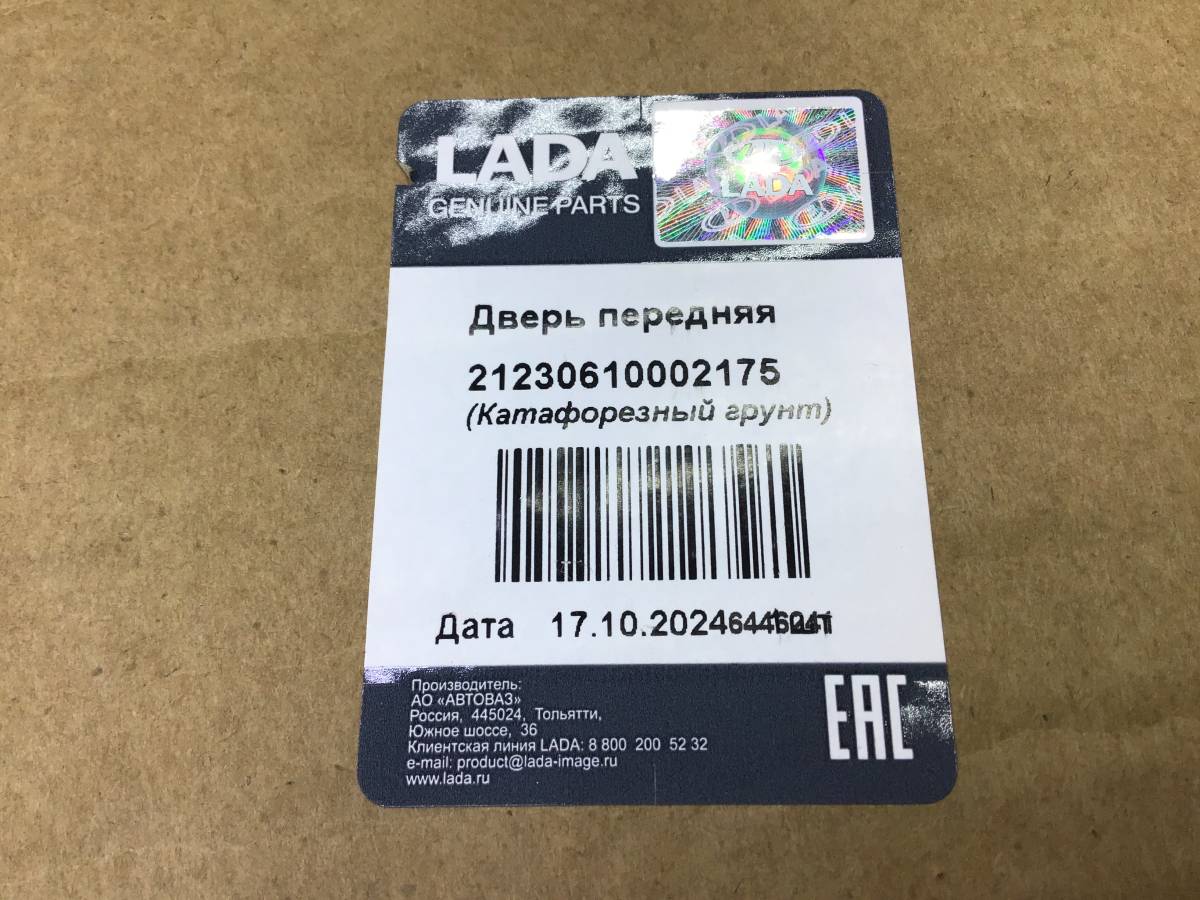 LADA
GENUINE PARTS
LADA
Дверь передняя
21230610002175
(Катафорезный грунт)
Дата 17.10.2024
Производитель:
АО «АВТОВАЗ»
Россия, 445024, Тольятти,
Южное шоссе, 36
Клиентская линия LADA: 8 800 200 52 32
e-mail: product@lada-image.ru
www.lada.ru
EAC